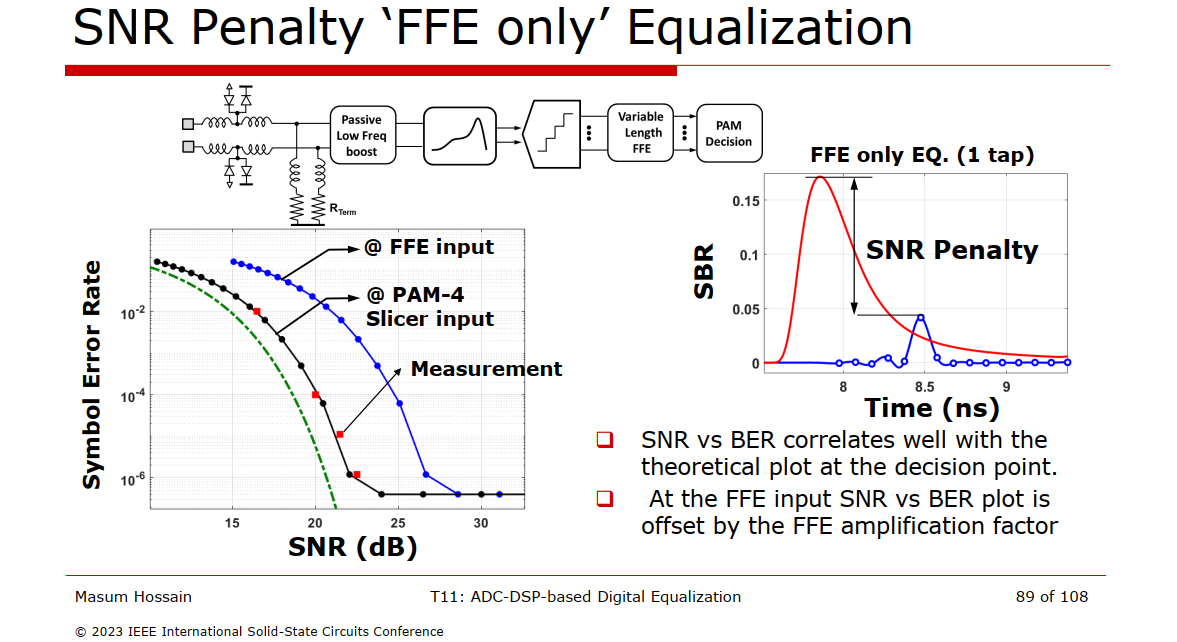 SNR Penalty ‘FFE only’ Equalization
Passive
Low Freq
boost
Variable
Length
FFE
PAM
Decision
RTerm
FFE only EQ. (1 tap)
0.15
0.1
0.05
0
SBR
SNR Penalty
8
8.5
9
Time (ns)
@ FFE input
@ PAM-4
Slicer input
Measurement
Symbol Error Rate
10-2
10-4
10-6
15
20
25
30
SNR (dB)
❑ SNR vs BER correlates well with the
theoretical plot at the decision point.
❑ At the FFE input SNR vs BER plot is
offset by the FFE amplification factor
Masum Hossain
T11: ADC-DSP-based Digital Equalization
89 of 108
© 2023 IEEE International Solid-State Circuits Conference